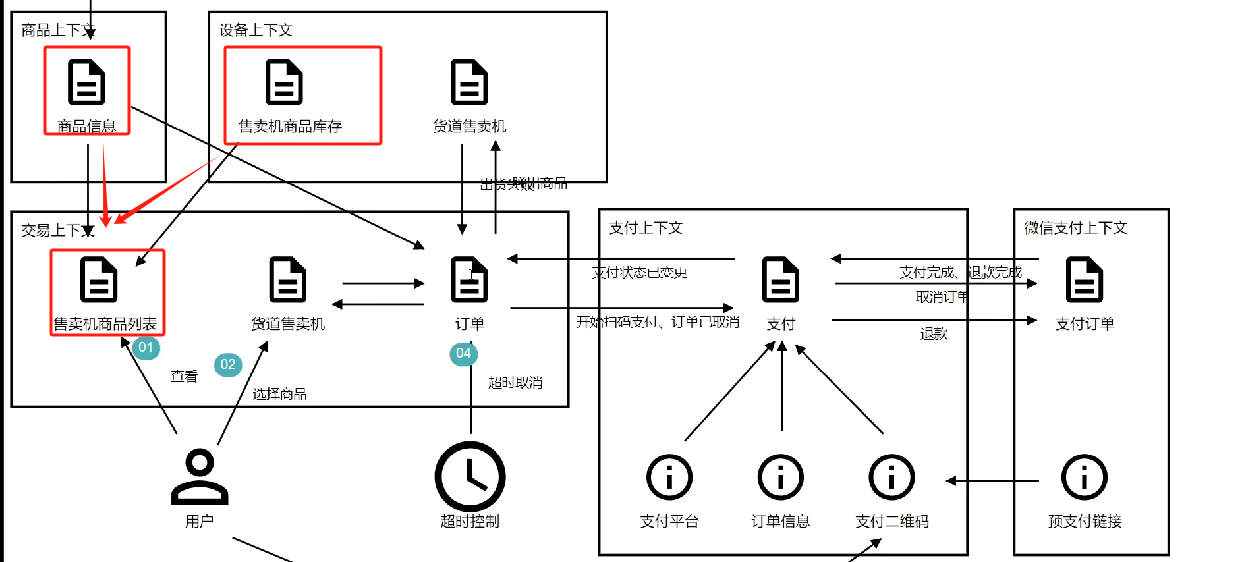 商品上下文
设备上下文
商品信息
售卖机商品库存
货道售卖机
交易上下文
支付上下文
微信支付上下文
支付状态已变更
支付完成、退款完成
取消订单
售卖机商品列表
货道售卖机
订单
开始扫码支付、订单已取消
支付
支付订单
退款
01
02
04
查看
选择商品
超时取消
用户
超时控制
支付平台
订单信息
支付二维码
预支付链接